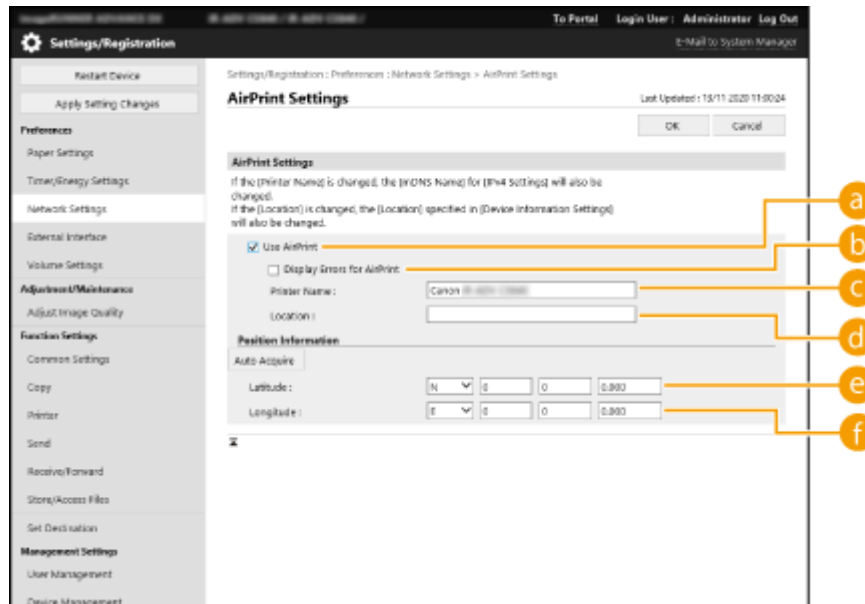 To Portal Login User : Administrator Log Out
Settings/Registration
E-Mail to System Manager
Restart Device
Apply Setting Changes
Preferences
Paper Settings
Timer/Energy Settings
Network Settings
External Interface
Volume Settings
Adjustment/Maintenance
Adjust Image Quality
Function Settings
Common Settings
Copy
Printer
Send
Receive/Forward
Store/Access Files
Set Destination
Management Settings
User Management
Device Management
Settings/Registration : Preferences : Network Settings > AirPrint Settings
AirPrint Settings
Last Updated : 13/11 2020 11:00:24
OK
Cancel
AirPrint Settings
If the [Printer Name] is changed, the [mDNS Name] for [IPv4 Settings] will also be
changed.
If the [Location] is changed, the [Location] specified in [Device Information Settings]
will also be changed.
Use AirPrint
Display Errors for AirPrint
Printer Name :
Canon
Location :
Position Information
Auto Acquire
Latitude :
N 0 0 0.000
Longitude :
E 0 0 0.000
a
b
c
d
e
f